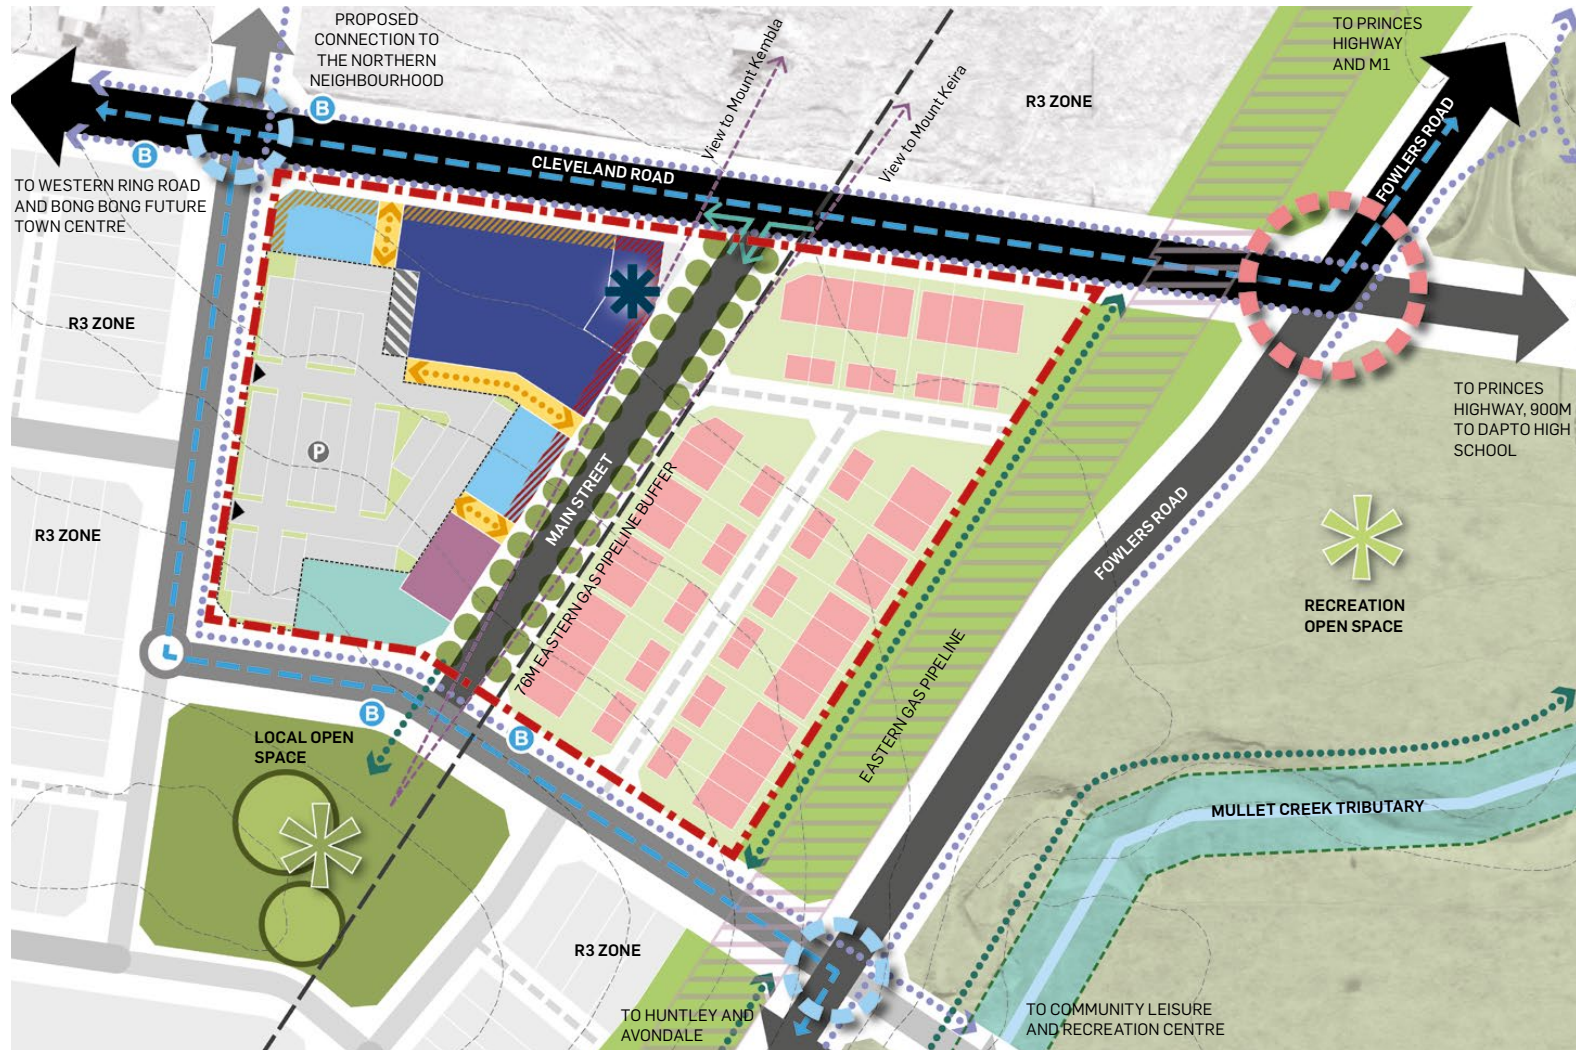 PROPOSED
CONNECTION TO
THE NORTHERN
NEIGHBOURHOOD
TO PRINCES
HIGHWAY
AND M1
View to Mount Kembla
View to Mount Keira
R3 ZONE
FOWLERS ROAD
B
B
CLEVELAND ROAD
TO WESTERN RING ROAD
AND BONG BONG FUTURE
TOWN CENTRE
R3 ZONE
TO PRINCES
HIGHWAY, 900M
TO DAPTO HIGH
SCHOOL
P
MAIN STREET
76M EASTERN GAS PIPELINE BUFFER
R3 ZONE
FOWLERS ROAD
RECREATION
OPEN SPACE
EASTERN GAS PIPELINE
B
B
LOCAL OPEN
SPACE
MULLET CREEK TRIBUTARY
R3 ZONE
TO HUNTLEY AND
AVONDALE
TO COMMUNITY LEISURE
AND RECREATION CENTRE